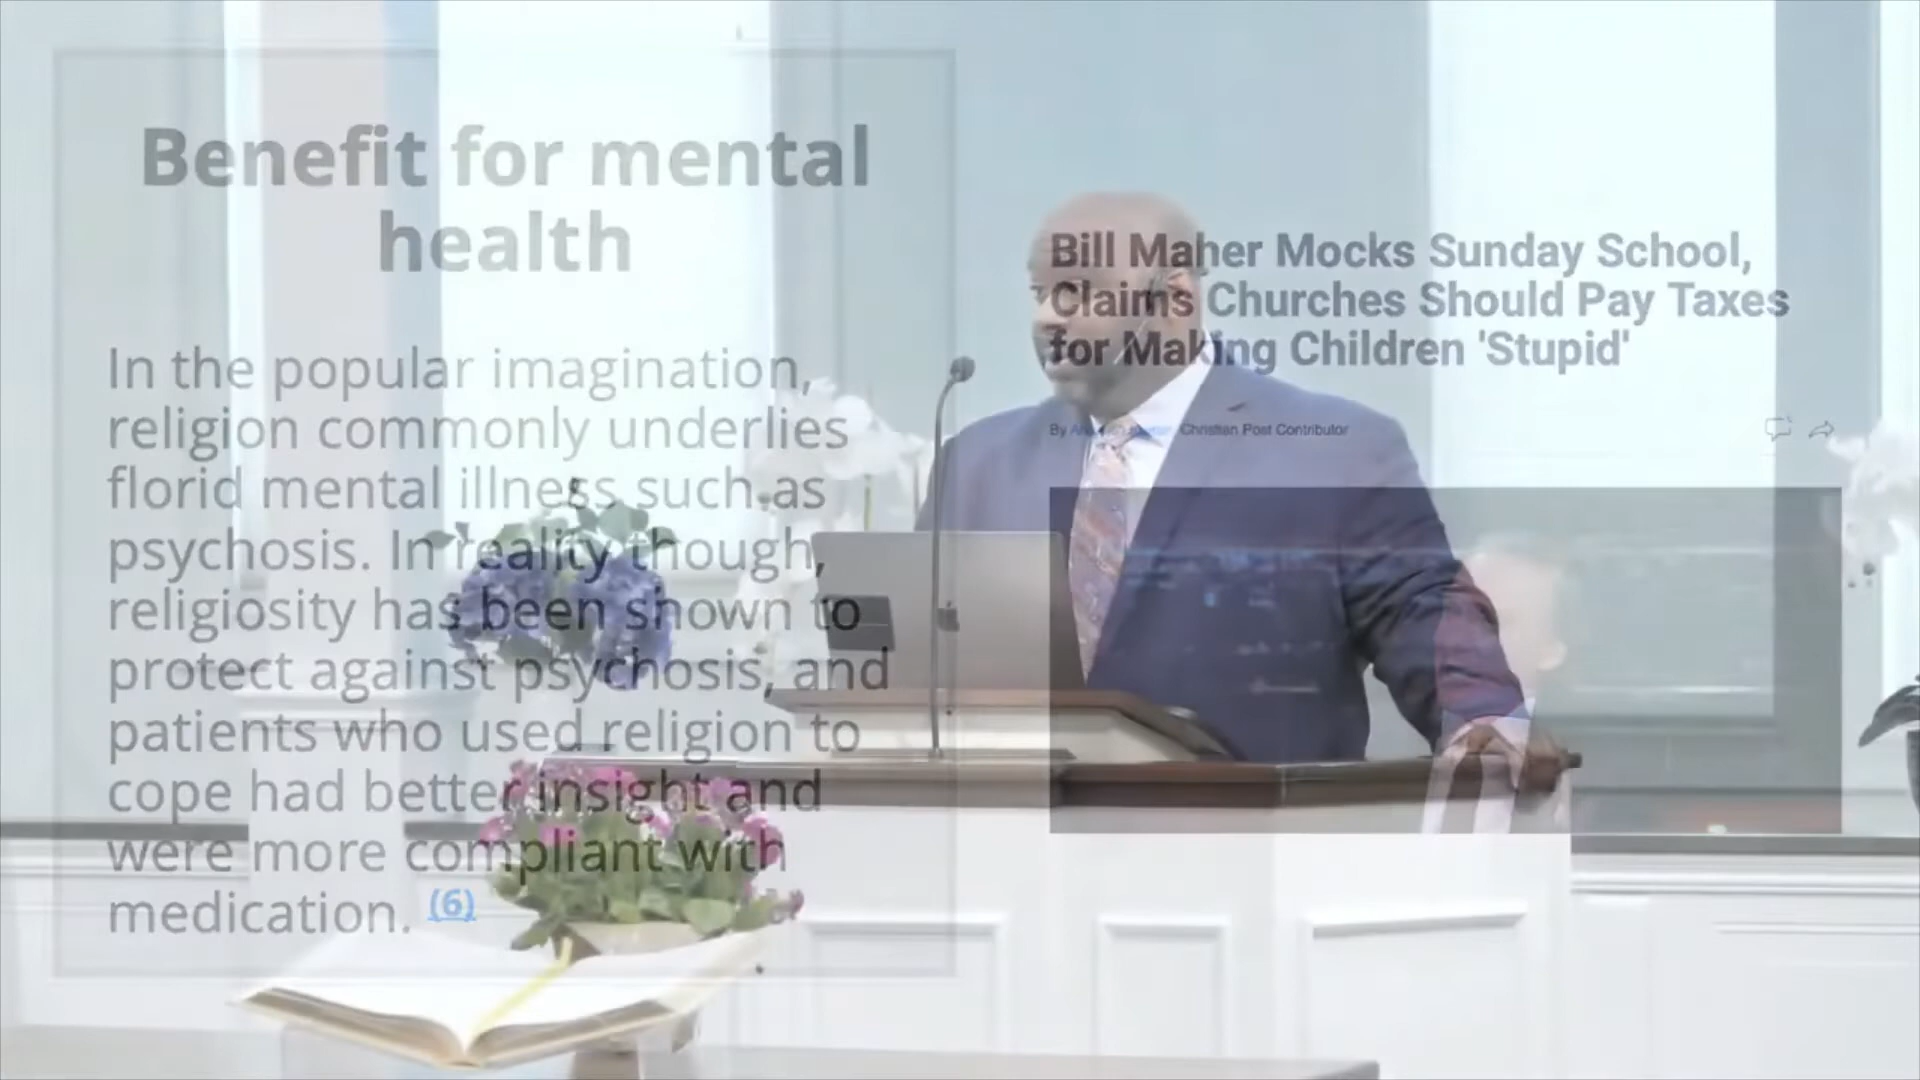 Benefit for mental
health
In the popular imagination,
religion commonly underlies
florid mental illness such as
psychosis. In reality though,
religiosity has been shown to
protect against psychosis, and
patients who used religion to
cope had better insight and
were more compliant with
medication. (6)
Bill Maher Mocks Sunday School,
Claims Churches Should Pay Taxes
for Making Children 'Stupid'
By Christian Post Contributor